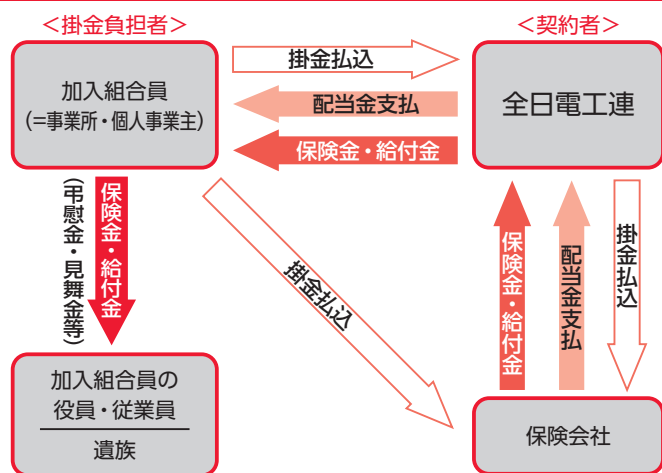 <掛金負担者>
<契約者>
加入組合員
(=事業所・個人事業主)
掛金払込
配当金支払
保険金・給付金
全日電工連
保険金・給付金
(弔慰金・見舞金等)
掛金払込
保険金・給付金
配当金支払
掛金払込
加入組合員の
役員・従業員
遺族
保険会社